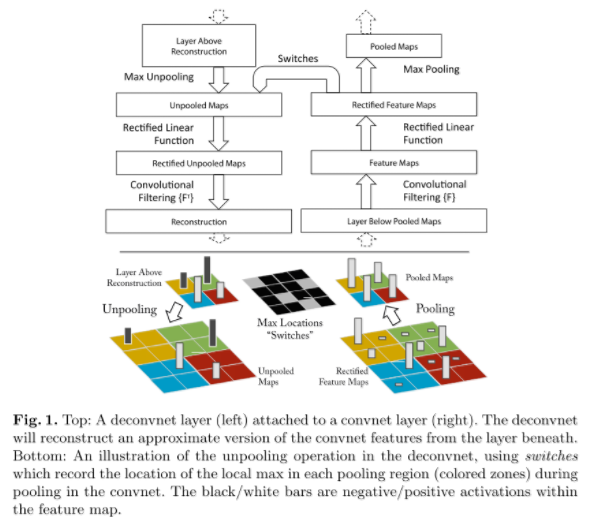 Layer Above
Reconstruction
Pooled Maps
Switches
Max Unpooling
Max Pooling
Unpooled Maps
Rectified Feature Maps
Rectified Linear
Function
Rectified Linear
Function
Rectified Unpooled Maps
Feature Maps
Convolutional
Filtering {Fᵀ}
Convolutional
Filtering {F}
Reconstruction
Layer Below Pooled Maps
Layer Above
Reconstruction
Pooled Maps
Unpooling
Max Locations
“Switches”
Pooling
Unpooled
Maps
Rectified
Feature Maps
Fig. 1. Top: A deconvnet layer (left) attached to a convnet layer (right). The deconvnet
will reconstruct an approximate version of the convnet features from the layer beneath.
Bottom: An illustration of the unpooling operation in the deconvnet, using switches
which record the location of the local max in each pooling region (colored zones) during
pooling in the convnet. The black/white bars are negative/positive activations within
the feature map.